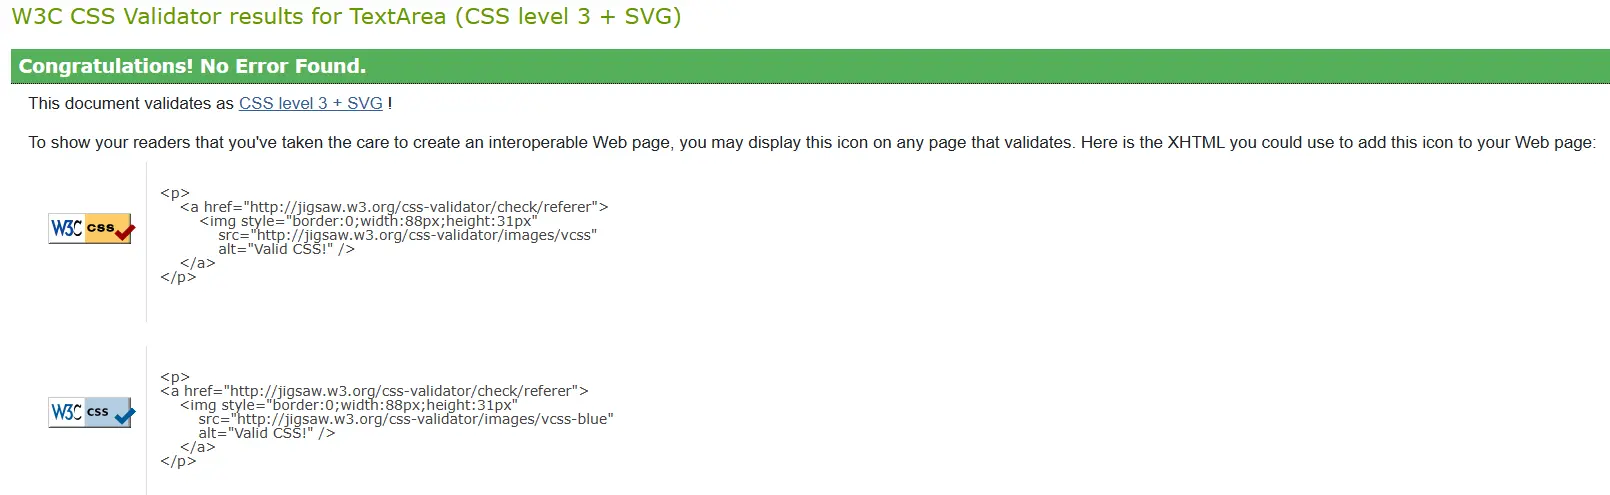 W3C CSS Validator results for TextArea (CSS level 3 + SVG)
Congratulations! No Error Found.
This document validates as CSS level 3 + SVG !
To show your readers that you've taken the care to create an interoperable Web page, you may display this icon on any page that validates. Here is the XHTML you could use to add this icon to your Web page:
W3C css
<p>
<a href="http://jigsaw.w3.org/css-validator/check/referer">
<img style="border:0;width:88px;height:31px"
src="http://jigsaw.w3.org/css-validator/images/vcss"
alt="Valid CSS!" />
</a>
</p>
W3C css
<p>
<a href="http://jigsaw.w3.org/css-validator/check/referer">
<img style="border:0;width:88px;height:31px"
src="http://jigsaw.w3.org/css-validator/images/vcss-blue"
alt="Valid CSS!" />
</a>
</p>